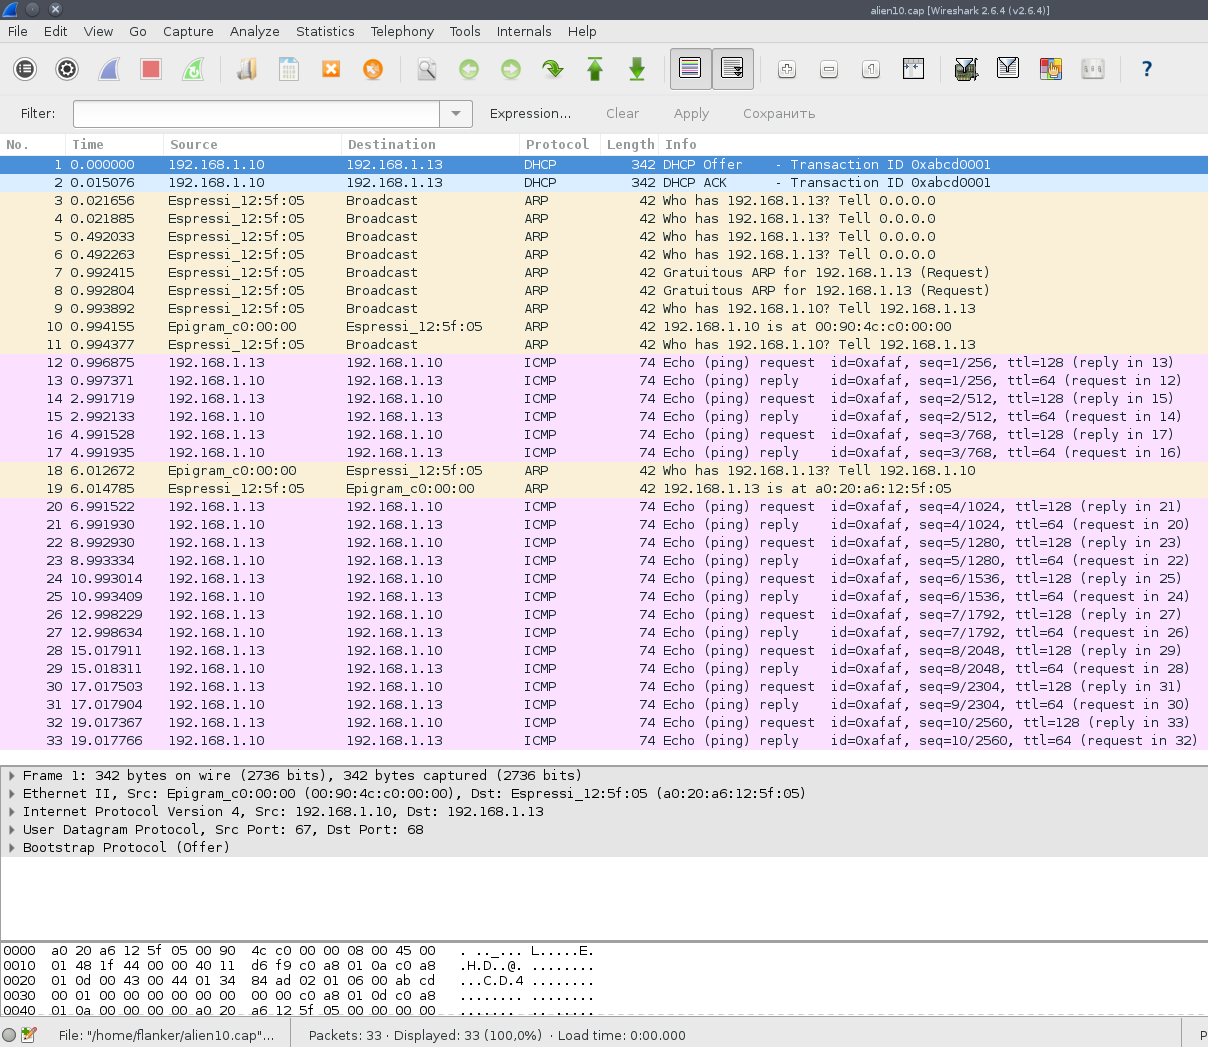 alien10.cap [Wireshark 2.6.4 (v2.6.4)]
File Edit View Go Capture Analyze Statistics Telephony Tools Internals Help
Filter: Expression... Clear Apply Сохранить
No. Time Source Destination Protocol Length Info
1 0.000000 192.168.1.10 192.168.1.13 DHCP 342 DHCP Offer - Transaction ID 0xabcd0001
2 0.015076 192.168.1.10 192.168.1.13 DHCP 342 DHCP ACK - Transaction ID 0xabcd0001
3 0.021656 Espressi_12:5f:05 Broadcast ARP 42 Who has 192.168.1.13? Tell 0.0.0.0
4 0.021885 Espressi_12:5f:05 Broadcast ARP 42 Who has 192.168.1.13? Tell 0.0.0.0
5 0.492033 Espressi_12:5f:05 Broadcast ARP 42 Who has 192.168.1.13? Tell 0.0.0.0
6 0.492263 Espressi_12:5f:05 Broadcast ARP 42 Who has 192.168.1.13? Tell 0.0.0.0
7 0.992415 Espressi_12:5f:05 Broadcast ARP 42 Gratuitous ARP for 192.168.1.13 (Request)
8 0.992804 Espressi_12:5f:05 Broadcast ARP 42 Gratuitous ARP for 192.168.1.13 (Request)
9 0.993892 Espressi_12:5f:05 Broadcast ARP 42 Who has 192.168.1.10? Tell 192.168.1.13
10 0.994155 Epigram_c0:00:00 Espressi_12:5f:05 ARP 42 192.168.1.10 is at 00:90:4c:c0:00:00
11 0.994377 Espressi_12:5f:05 Broadcast ARP 42 Who has 192.168.1.10? Tell 192.168.1.13
12 0.996875 192.168.1.13 192.168.1.10 ICMP 74 Echo (ping) request id=0xafaf, seq=1/256, ttl=128 (reply in 13)
13 0.997371 192.168.1.10 192.168.1.13 ICMP 74 Echo (ping) reply id=0xafaf, seq=1/256, ttl=64 (request in 12)
14 2.991719 192.168.1.13 192.168.1.10 ICMP 74 Echo (ping) request id=0xafaf, seq=2/512, ttl=128 (reply in 15)
15 2.992133 192.168.1.10 192.168.1.13 ICMP 74 Echo (ping) reply id=0xafaf, seq=2/512, ttl=64 (request in 14)
16 4.991528 192.168.1.13 192.168.1.10 ICMP 74 Echo (ping) request id=0xafaf, seq=3/768, ttl=128 (reply in 17)
17 4.991935 192.168.1.10 192.168.1.13 ICMP 74 Echo (ping) reply id=0xafaf, seq=3/768, ttl=64 (request in 16)
18 6.012672 Epigram_c0:00:00 Espressi_12:5f:05 ARP 42 Who has 192.168.1.13? Tell 192.168.1.10
19 6.014785 Espressi_12:5f:05 Epigram_c0:00:00 ARP 42 192.168.1.13 is at a0:20:a6:12:5f:05
20 6.991522 192.168.1.13 192.168.1.10 ICMP 74 Echo (ping) request id=0xafaf, seq=4/1024, ttl=128 (reply in 21)
21 6.991930 192.168.1.10 192.168.1.13 ICMP 74 Echo (ping) reply id=0xafaf, seq=4/1024, ttl=64 (request in 20)
22 8.992930 192.168.1.13 192.168.1.10 ICMP 74 Echo (ping) request id=0xafaf, seq=5/1280, ttl=128 (reply in 23)
23 8.993334 192.168.1.10 192.168.1.13 ICMP 74 Echo (ping) reply id=0xafaf, seq=5/1280, ttl=64 (request in 22)
24 10.993014 192.168.1.13 192.168.1.10 ICMP 74 Echo (ping) request id=0xafaf, seq=6/1536, ttl=128 (reply in 25)
25 10.993409 192.168.1.10 192.168.1.13 ICMP 74 Echo (ping) reply id=0xafaf, seq=6/1536, ttl=64 (request in 24)
26 12.998229 192.168.1.13 192.168.1.10 ICMP 74 Echo (ping) request id=0xafaf, seq=7/1792, ttl=128 (reply in 27)
27 12.998634 192.168.1.10 192.168.1.13 ICMP 74 Echo (ping) reply id=0xafaf, seq=7/1792, ttl=64 (request in 26)
28 15.017911 192.168.1.13 192.168.1.10 ICMP 74 Echo (ping) request id=0xafaf, seq=8/2048, ttl=128 (reply in 29)
29 15.018311 192.168.1.10 192.168.1.13 ICMP 74 Echo (ping) reply id=0xafaf, seq=8/2048, ttl=64 (request in 28)
30 17.017503 192.168.1.13 192.168.1.10 ICMP 74 Echo (ping) request id=0xafaf, seq=9/2304, ttl=128 (reply in 31)
31 17.017904 192.168.1.10 192.168.1.13 ICMP 74 Echo (ping) reply id=0xafaf, seq=9/2304, ttl=64 (request in 30)
32 19.017367 192.168.1.13 192.168.1.10 ICMP 74 Echo (ping) request id=0xafaf, seq=10/2560, ttl=128 (reply in 33)
33 19.017766 192.168.1.10 192.168.1.13 ICMP 74 Echo (ping) reply id=0xafaf, seq=10/2560, ttl=64 (request in 32)
Frame 1: 342 bytes on wire (2736 bits), 342 bytes captured (2736 bits)
Ethernet II, Src: Epigram_c0:00:00 (00:90:4c:c0:00:00), Dst: Espressi_12:5f:05 (a0:20:a6:12:5f:05)
Internet Protocol Version 4, Src: 192.168.1.10, Dst: 192.168.1.13
User Datagram Protocol, Src Port: 67, Dst Port: 68
Bootstrap Protocol (Offer)
0000 a0 20 a6 12 5f 05 00 90 4c c0 00 00 08 00 45 00 . .._... L.....E.
0010 01 48 1f 44 00 00 40 11 d6 f9 c0 a8 01 0a c0 a8 .H.D..@. ........
0020 01 0d 00 43 00 44 01 34 84 ad 02 01 06 00 ab cd ...C.D.4 ........
0030 00 01 00 00 00 00 00 00 00 00 c0 a8 01 0d c0 a8 ........ ........
0040 01 0a 00 00 00 00 a0 20 a6 12 5f 05 00 00 00 00 ....... .. ._.....
File: "/home/flanker/alien10.cap"... Packets: 33 · Displayed: 33 (100,0%) · Load time: 0:00.000 P